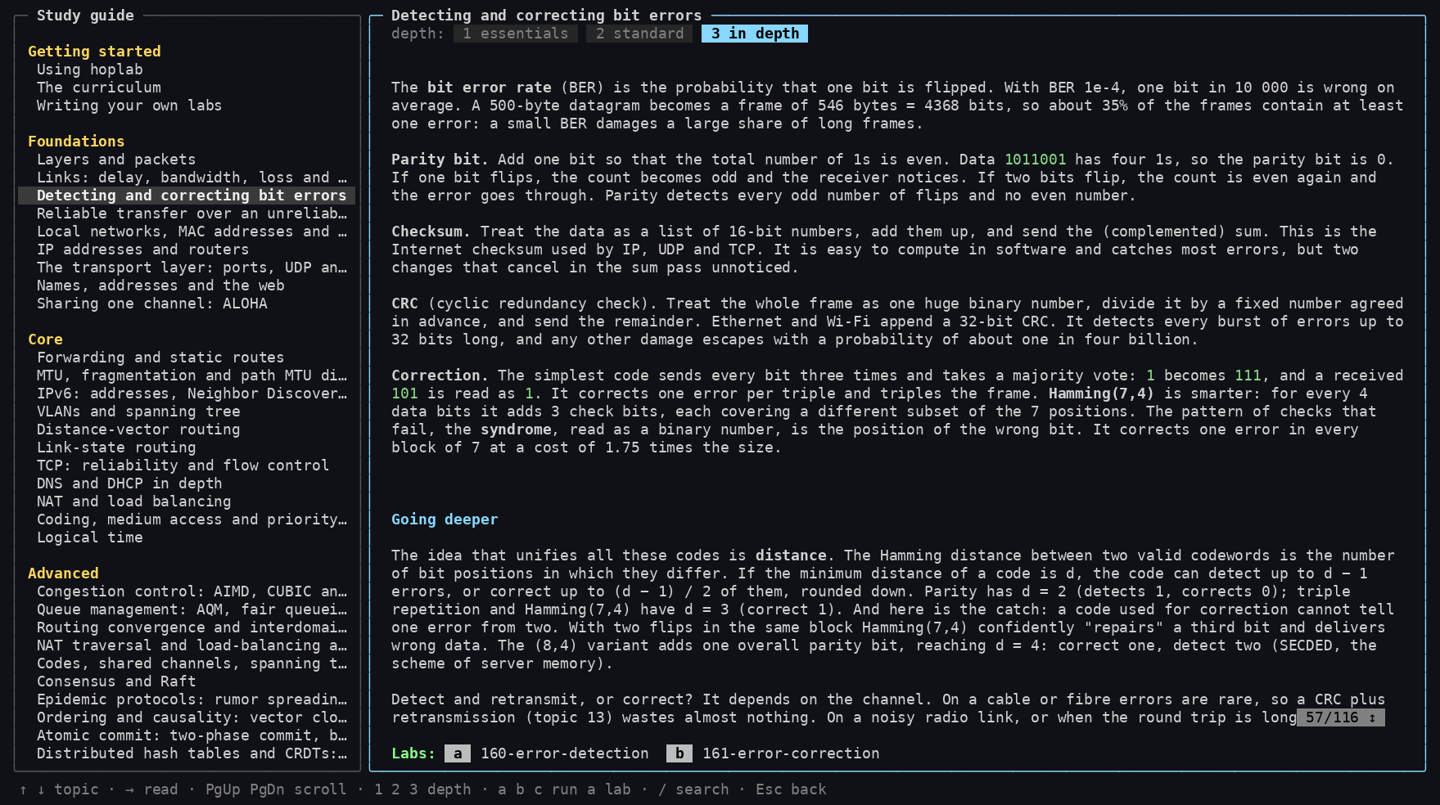 Study guide
Getting started
Using hoplab
The curriculum
Writing your own labs
Foundations
Layers and packets
Links: delay, bandwidth, loss and …
Detecting and correcting bit errors
Reliable transfer over an unreliab…
Local networks, MAC addresses and …
IP addresses and routers
The transport layer: ports, UDP an…
Names, addresses and the web
Sharing one channel: ALOHA
Core
Forwarding and static routes
MTU, fragmentation and path MTU di…
IPv6: addresses, Neighbor Discover…
VLANs and spanning tree
Distance-vector routing
Link-state routing
TCP: reliability and flow control
DNS and DHCP in depth
NAT and load balancing
Coding, medium access and priority…
Logical time
Advanced
Congestion control: AIMD, CUBIC an…
Queue management: AQM, fair queuei…
Routing convergence and interdomai…
NAT traversal and load-balancing a…
Codes, shared channels, spanning t…
Consensus and Raft
Epidemic protocols: rumor spreadin…
Ordering and causality: vector clo…
Atomic commit: two-phase commit, b…
Distributed hash tables and CRDTs:…
Detecting and correcting bit errors
depth: 1 essentials 2 standard 3 in depth
The bit error rate (BER) is the probability that one bit is flipped. With BER 1e-4, one bit in 10 000 is wrong on
average. A 500-byte datagram becomes a frame of 546 bytes = 4368 bits, so about 35% of the frames contain at least
one error: a small BER damages a large share of long frames.
Parity bit. Add one bit so that the total number of 1s is even. Data 1011001 has four 1s, so the parity bit is 0.
If one bit flips, the count becomes odd and the receiver notices. If two bits flip, the count is even again and
the error goes through. Parity detects every odd number of flips and no even number.
Checksum. Treat the data as a list of 16-bit numbers, add them up, and send the (complemented) sum. This is the
Internet checksum used by IP, UDP and TCP. It is easy to compute in software and catches most errors, but two
changes that cancel in the sum pass unnoticed.
CRC (cyclic redundancy check). Treat the whole frame as one huge binary number, divide it by a fixed number agreed
in advance, and send the remainder. Ethernet and Wi-Fi append a 32-bit CRC. It detects every burst of errors up to
32 bits long, and any other damage escapes with a probability of about one in four billion.
Correction. The simplest code sends every bit three times and takes a majority vote: 1 becomes 111, and a received
101 is read as 1. It corrects one error per triple and triples the frame. Hamming(7,4) is smarter: for every 4
data bits it adds 3 check bits, each covering a different subset of the 7 positions. The pattern of checks that
fail, the syndrome, read as a binary number, is the position of the wrong bit. It corrects one error in every
block of 7 at a cost of 1.75 times the size.
Going deeper
The idea that unifies all these codes is distance. The Hamming distance between two valid codewords is the number
of bit positions in which they differ. If the minimum distance of a code is d, the code can detect up to d − 1
errors, or correct up to (d − 1) / 2 of them, rounded down. Parity has d = 2 (detects 1, corrects 0); triple
repetition and Hamming(7,4) have d = 3 (correct 1). And here is the catch: a code used for correction cannot tell
one error from two. With two flips in the same block Hamming(7,4) confidently "repairs" a third bit and delivers
wrong data. The (8,4) variant adds one overall parity bit, reaching d = 4: correct one, detect two (SECDED, the
scheme of server memory).
Detect and retransmit, or correct? It depends on the channel. On a cable or fibre errors are rare, so a CRC plus
retransmission (topic 13) wastes almost nothing. On a noisy radio link, or when the round trip is long 57/116 ↕
Labs: a 160-error-detection b 161-error-correction
↑ ↓ topic · → read · PgUp PgDn scroll · 1 2 3 depth · a b c run a lab · / search · Esc back